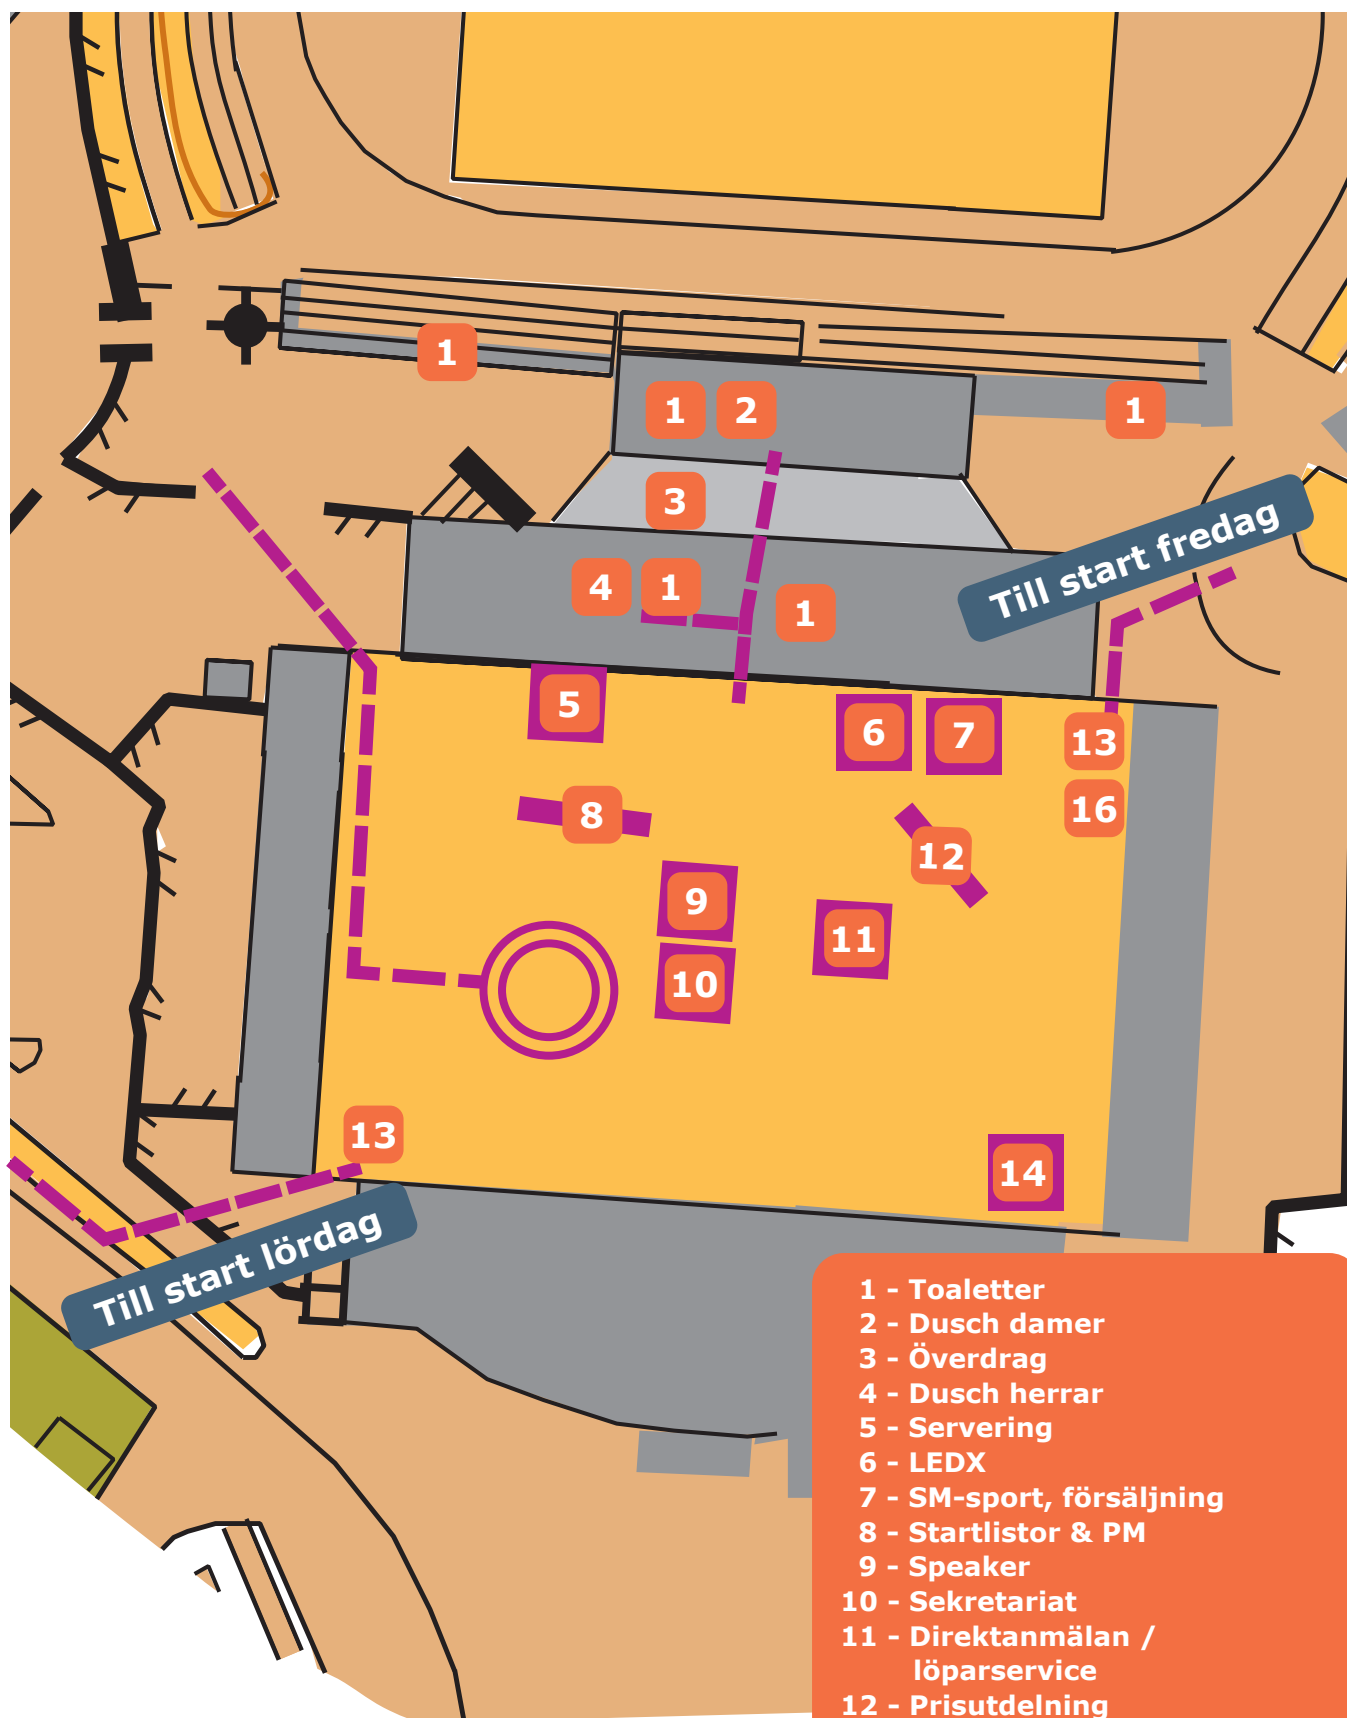 1
1
2
1
3
Till start fredag
4
1
1
5
6
7
13
16
8
12
9
11
10
13
14
Till start lördag
1 - Toaletter
2 - Dusch damer
3 - Överdrag
4 - Dusch herrar
5 - Servering
6 - LEDX
7 - SM-sport, försäljning
8 - Startlistor & PM
9 - Speaker
10 - Sekretariat
11 - Direktanmälan /
löparservice
12 - Prisutdelning